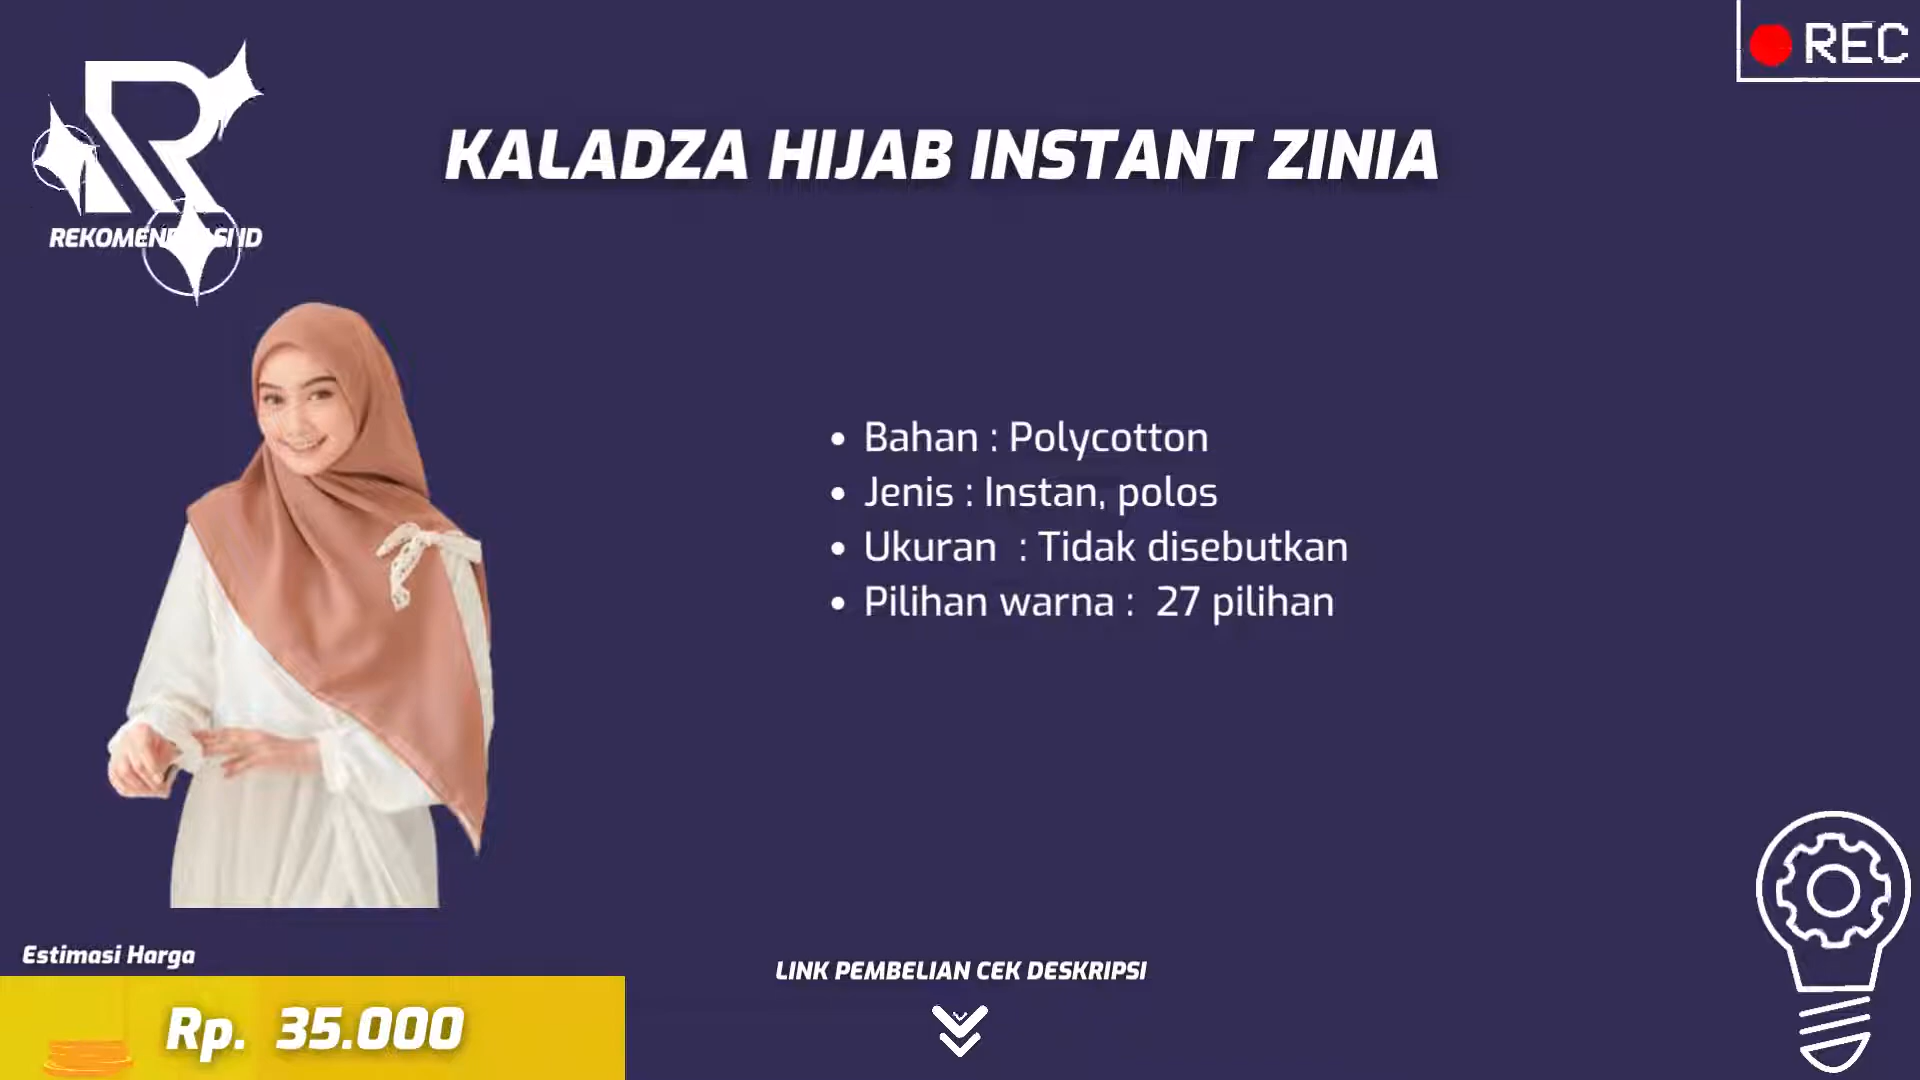 REC
KALADZA HIJAB INSTANT ZINIA
Bahan : Polycotton
Jenis : Instan, polos
Ukuran : Tidak disebutkan
Pilihan warna : 27 pilihan
Estimasi Harga
Rp. 35.000
LINK PEMBELIAN CEK DESKRIPSI